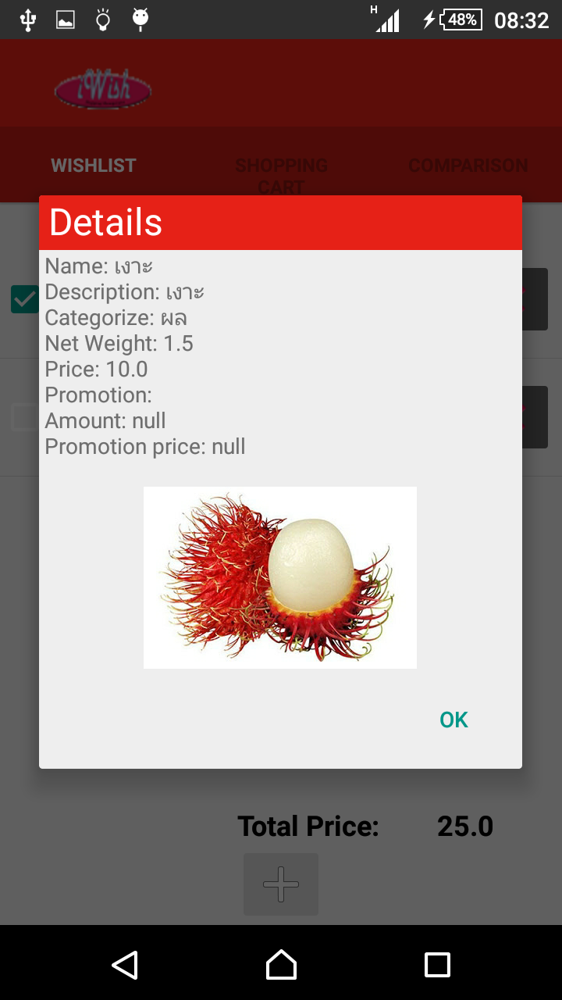 H
48%
08:32
iWish
WISHLIST
SHOPPING
CART
COMPARISON
Details
Name: เงาะ
Description: เงาะ
Categorize: ผล
Net Weight: 1.5
Price: 10.0
Promotion:
Amount: null
Promotion price: null
OK
Total Price: 25.0